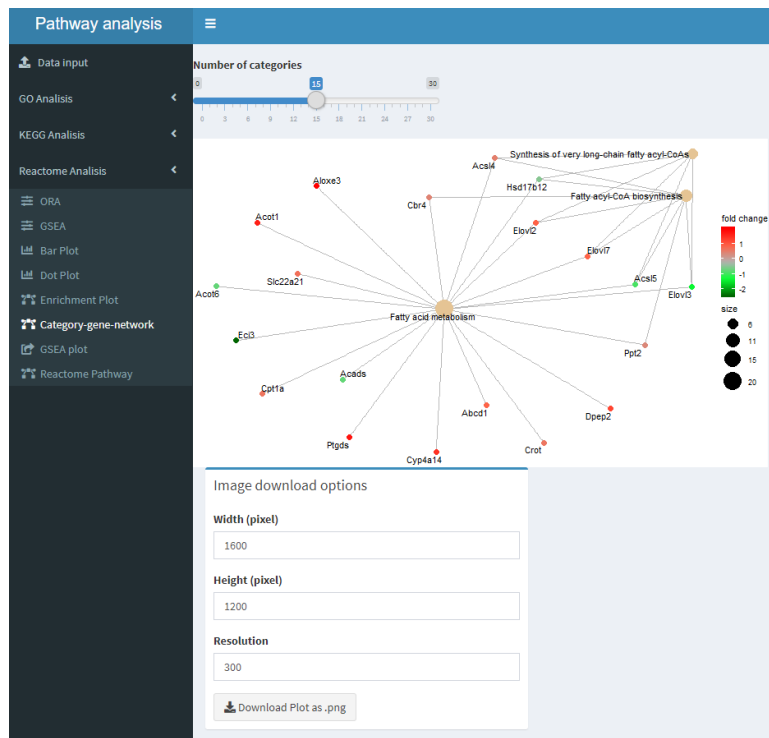 Pathway analysis
Data input
GO Analisis
KEGG Analisis
Reactome Analisis
ORA
GSEA
Bar Plot
Dot Plot
Enrichment Plot
Category-gene-network
GSEA plot
Reactome Pathway
Number of categories
0 15 30
0 3 6 9 12 15 18 21 24 27 30
Synthesis of very long-chain fatty acyl-CoAs
Acsl4
Aloxe3
Hsd17b12
Fatty acyl-CoA biosynthesis
Cbr4
Acot1
Elovl2
Elovl7
Slc22a21
Acsl5
Acot6
Elovl3
Fatty acid metabolism
Eci3
Ppt2
Acads
Cpt1a
Abcd1
Dpep2
Ptgds
Crot
Cyp4a14
fold change
1
0
-1
-2
size
6
11
15
20
Image download options
Width (pixel)
1600
Height (pixel)
1200
Resolution
300
Download Plot as .png